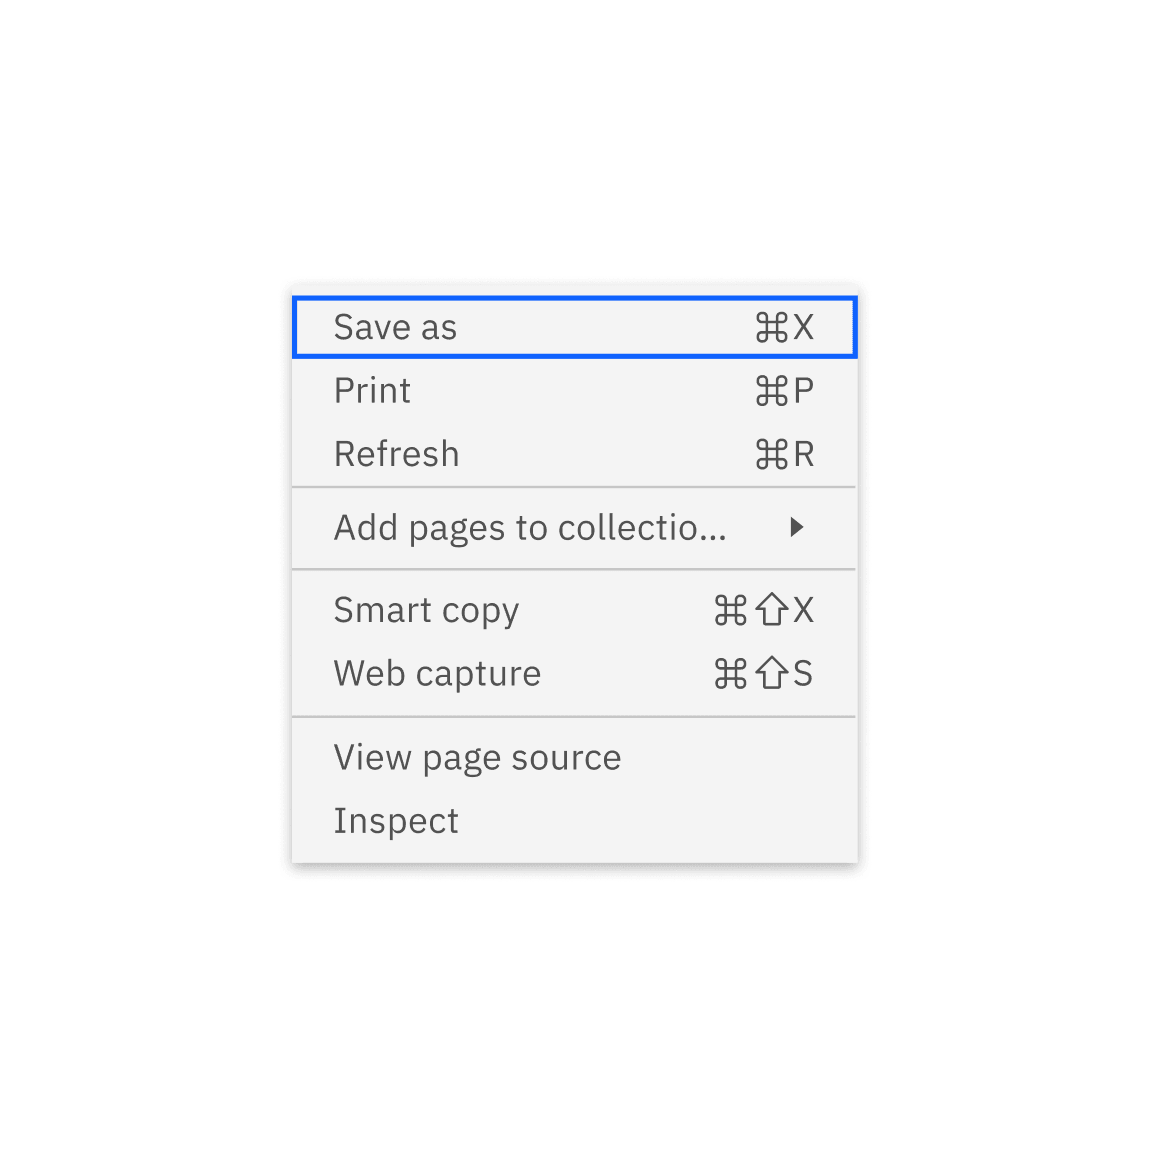 Save as ⌘X
Print ⌘P
Refresh ⌘R
Add pages to collectio...
Smart copy ⌘⇧X
Web capture ⌘⇧S
View page source
Inspect